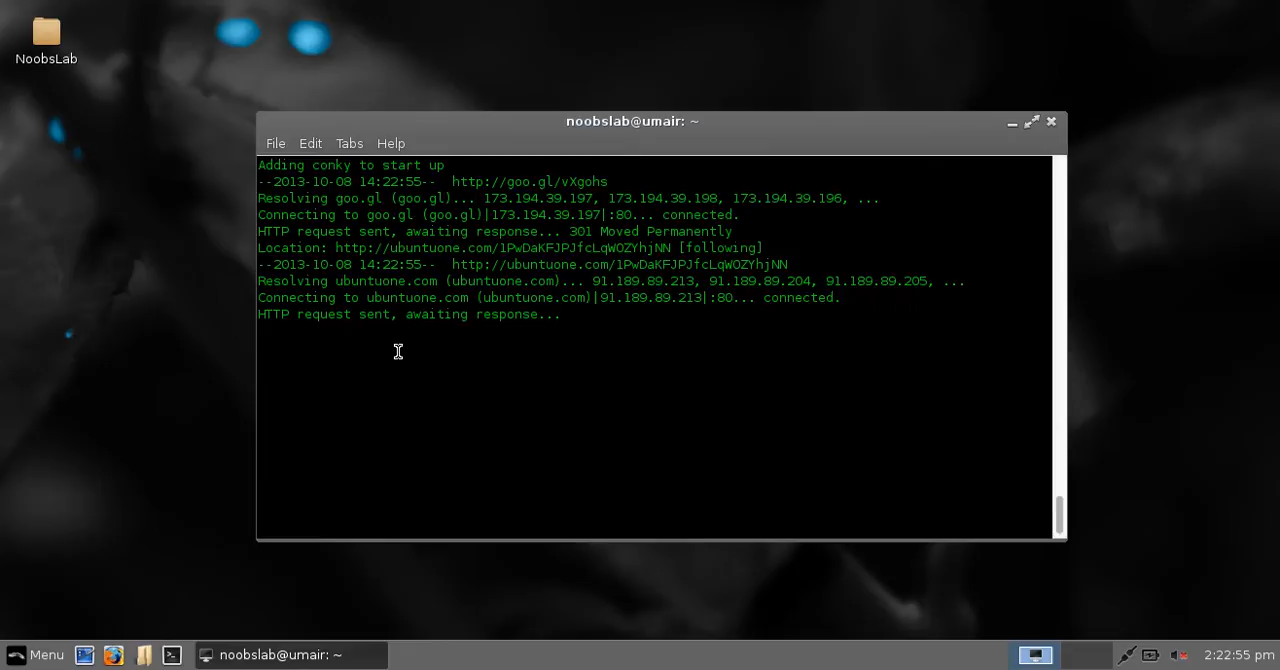 NoobsLab
noobslab@umair: ~
File Edit Tabs Help
Adding conky to start up
--2013-10-08 14:22:55--  http://goo.gl/vXgohs
Resolving goo.gl (goo.gl)... 173.194.39.197, 173.194.39.198, 173.194.39.196, ...
Connecting to goo.gl (goo.gl)|173.194.39.197|:80... connected.
HTTP request sent, awaiting response... 301 Moved Permanently
Location: http://ubuntuone.com/1PwDaKFJPJfcLqWOZYhjNN [following]
--2013-10-08 14:22:55--  http://ubuntuone.com/1PwDaKFJPJfcLqWOZYhjNN
Resolving ubuntuone.com (ubuntuone.com)... 91.189.89.213, 91.189.89.204, 91.189.89.205, ...
Connecting to ubuntuone.com (ubuntuone.com)|91.189.89.213|:80... connected.
HTTP request sent, awaiting response...
Menu noobslab@umair: ~ 2:22:55 pm